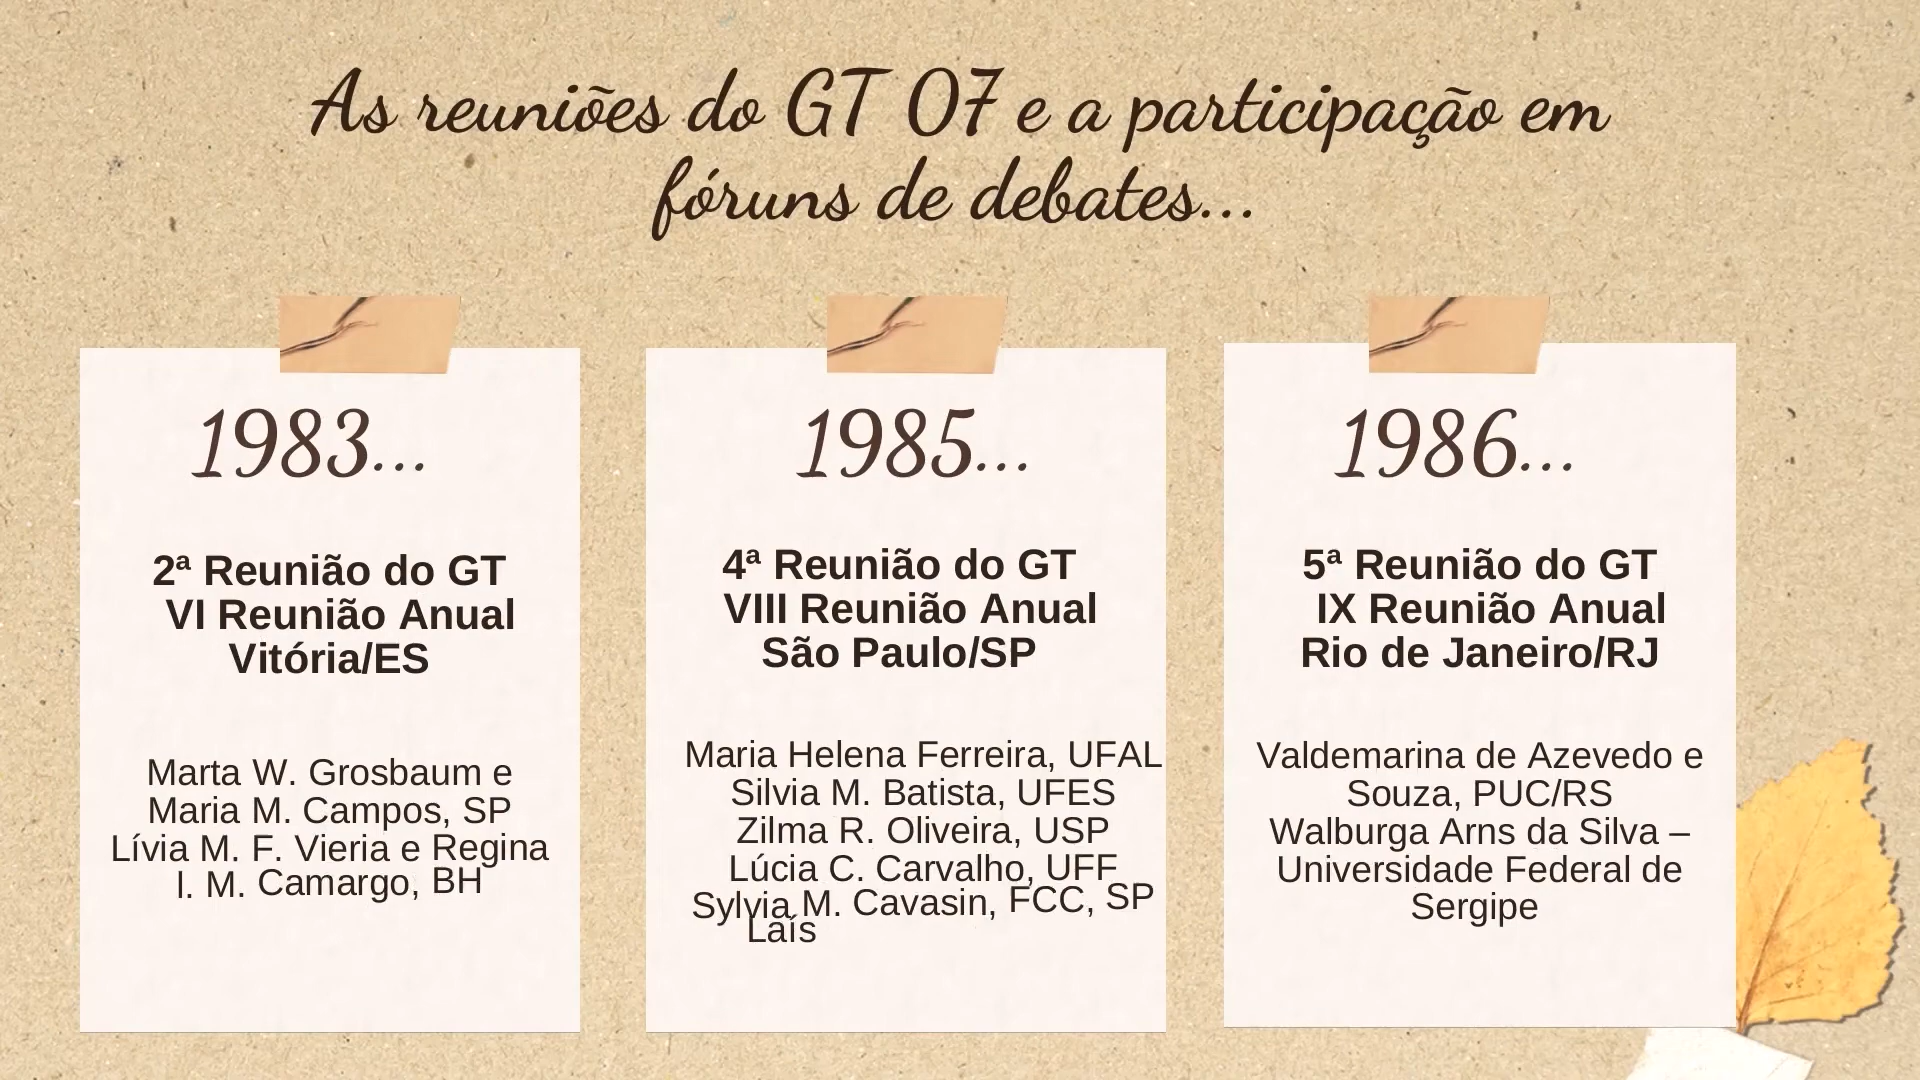 As reuniões do GT 07 e a participação em
fóruns de debates...
1983...
2ª Reunião do GT
VI Reunião Anual
Vitória/ES
Marta W. Grosbaum e
Maria M. Campos, SP
Lívia M. F. Vieria e Regina
I. M. Camargo, BH
1985...
4ª Reunião do GT
VIII Reunião Anual
São Paulo/SP
Maria Helena Ferreira, UFAL
Silvia M. Batista, UFES
Zilma R. Oliveira, USP
Lúcia C. Carvalho, UFF
Sylvia M. Cavasin, FCC, SP
Laís
1986...
5ª Reunião do GT
IX Reunião Anual
Rio de Janeiro/RJ
Valdemarina de Azevedo e
Souza, PUC/RS
Walburga Arns da Silva –
Universidade Federal de
Sergipe